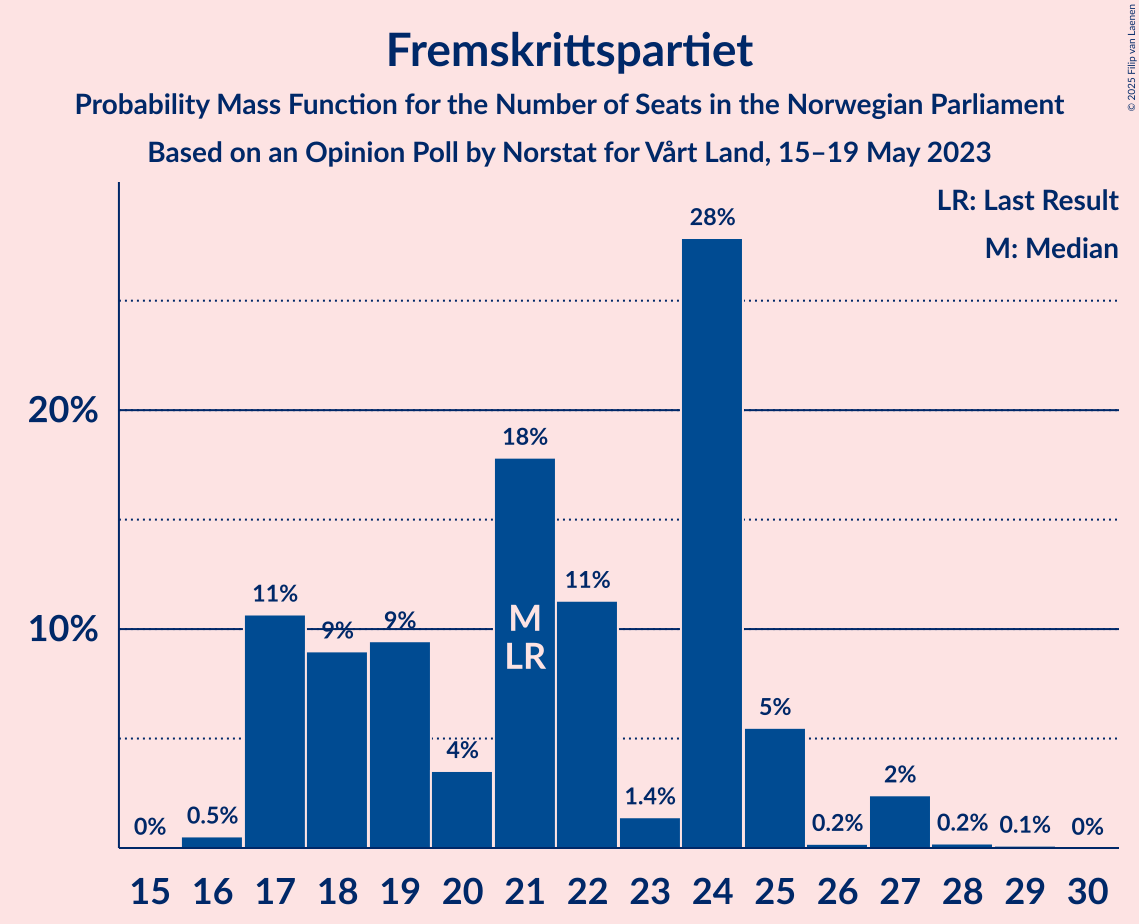 Fremskrittspartiet
Probability Mass Function for the Number of Seats in the Norwegian Parliament
Based on an Opinion Poll by Norstat for Vårt Land, 15–19 May 2023
© 2025 Filip van Laenen
LR: Last Result
M: Median
28%
20%
18%
11%
11%
10%
9%
9%
M
LR
5%
4%
2%
1.4%
0%
0.5%
0.2%
0.2%
0.1%
0%
15 16 17 18 19 20 21 22 23 24 25 26 27 28 29 30